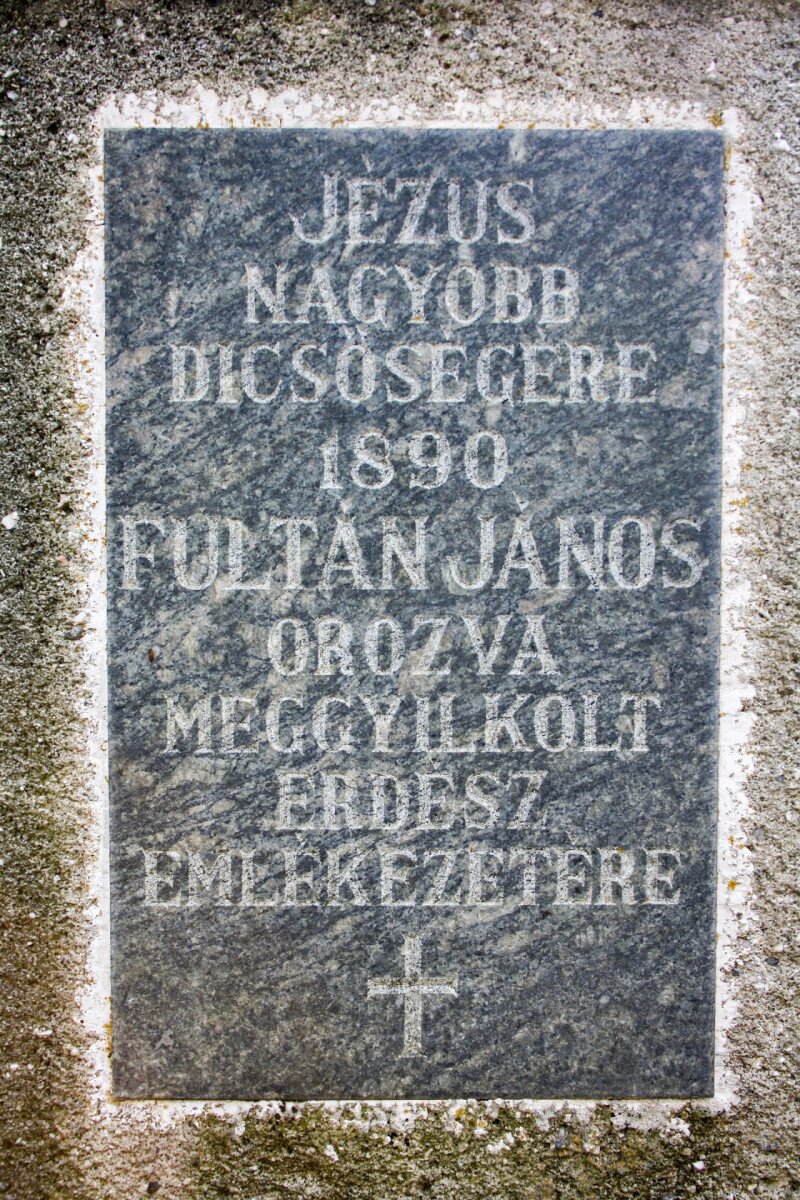 JÉZUS
NAGYOBB
DICSŐSÉGÉRE
1890
FULTÁN JÁNOS
OROZVA
MEGGYILKOLT
ERDÉSZ
EMLÉKEZETÉRE